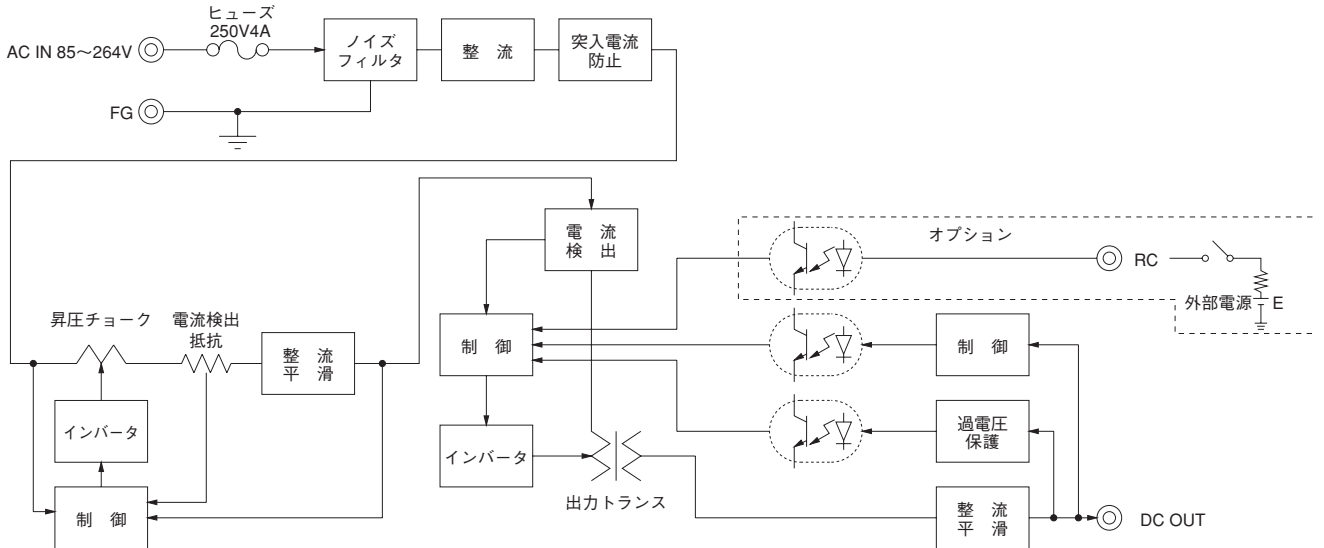 ヒューズ
250V4A
AC IN 85〜264V
ノイズ
フィルタ
整 流
突入電流
防止
FG
電 流
検 出
オプション
RC
外部電源
E
昇圧チョーク
電流検出
抵抗
整 流
平 滑
制 御
制 御
インバータ
過電圧
保護
インバータ
出力トランス
制 御
整 流
平 滑
DC OUT